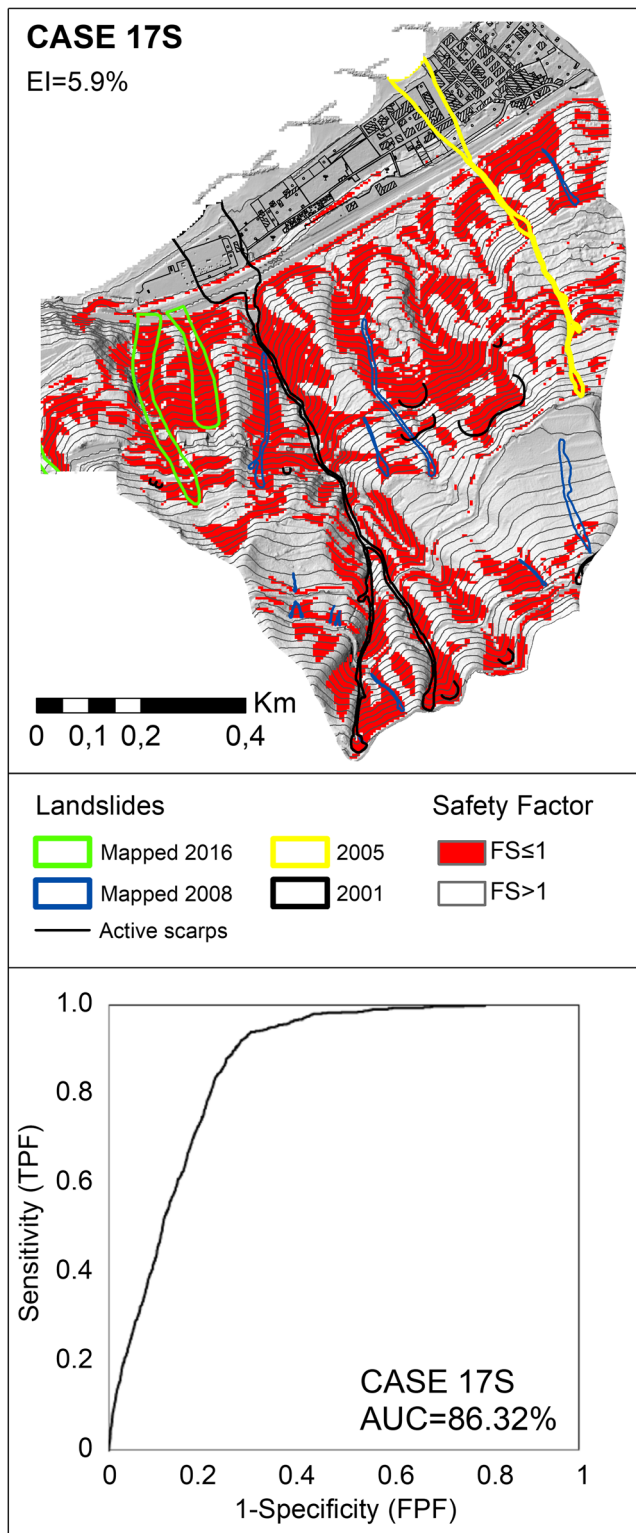 CASE 17S
EI=5.9%
Km
0 0,1 0,2 0,4
Landslides
Safety Factor
Mapped 2016
2005
FS≤1
Mapped 2008
2001
FS>1
Active scarps
1.0
0.8
0.6
0.4
0.2
0
Sensitivity (TPF)
CASE 17S
AUC=86.32%
0 0.2 0.4 0.6 0.8 1
1-Specificity (FPF)